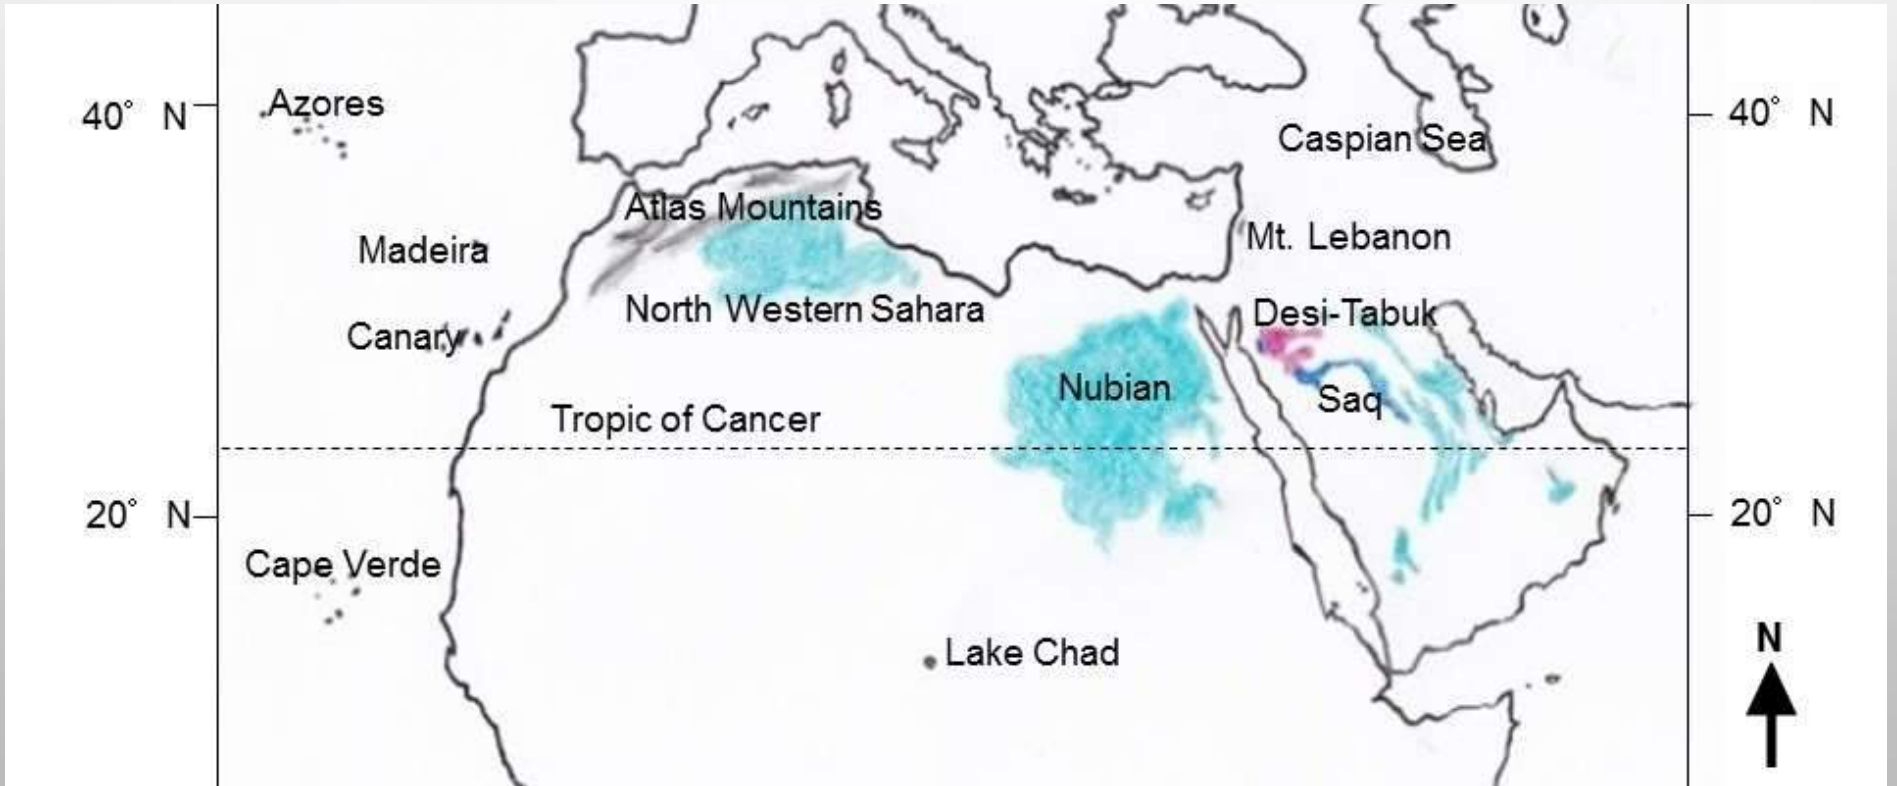 Azores
40° N
40° N
Caspian Sea
Atlas Mountains
Madeira
Mt. Lebanon
North Western Sahara
Desi-Tabuk
Canary
Nubian
Saq
Tropic of Cancer
20° N
20° N
Cape Verde
N
Lake Chad